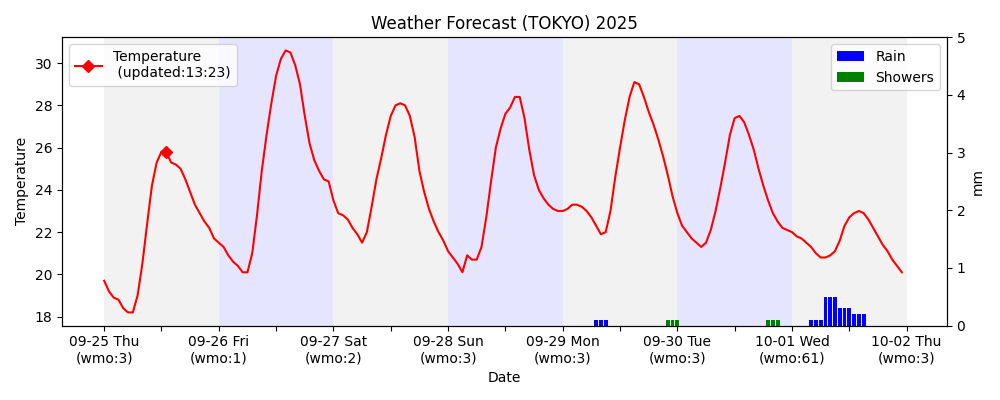 Weather Forecast (TOKYO) 2025
Temperature
(updated:13:23)
Rain
Showers
Temperature
30
28
26
24
22
20
18
5
4
3
2
1
0
mm
09-25 Thu
(wmo:3)
09-26 Fri
(wmo:1)
09-27 Sat
(wmo:2)
09-28 Sun
(wmo:3)
09-29 Mon
(wmo:3)
09-30 Tue
(wmo:3)
10-01 Wed
(wmo:61)
10-02 Thu
(wmo:3)
Date